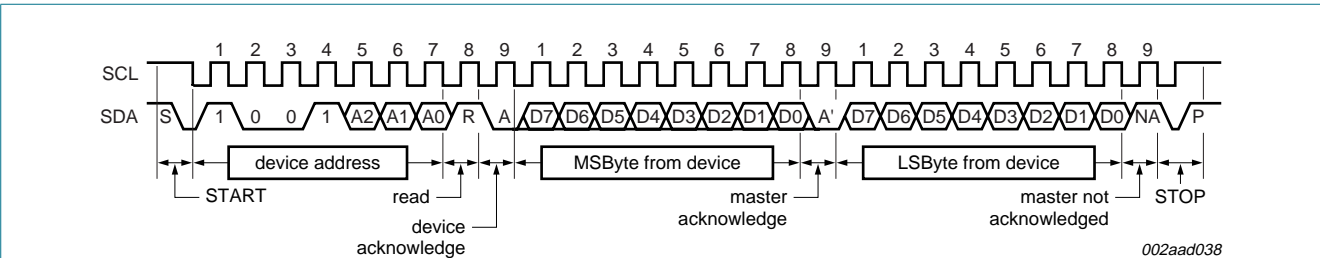 1 2 3 4 5 6 7 8 9 1 2 3 4 5 6 7 8 9 1 2 3 4 5 6 7 8 9
SCL
SDA S 1 0 0 1 A2 A1 A0 R A D7 D6 D5 D4 D3 D2 D1 D0 A' D7 D6 D5 D4 D3 D2 D1 D0 NA P
device address MSByte from device LSByte from device
START read master master not STOP
device acknowledge acknowledged
acknowledge
002aad038